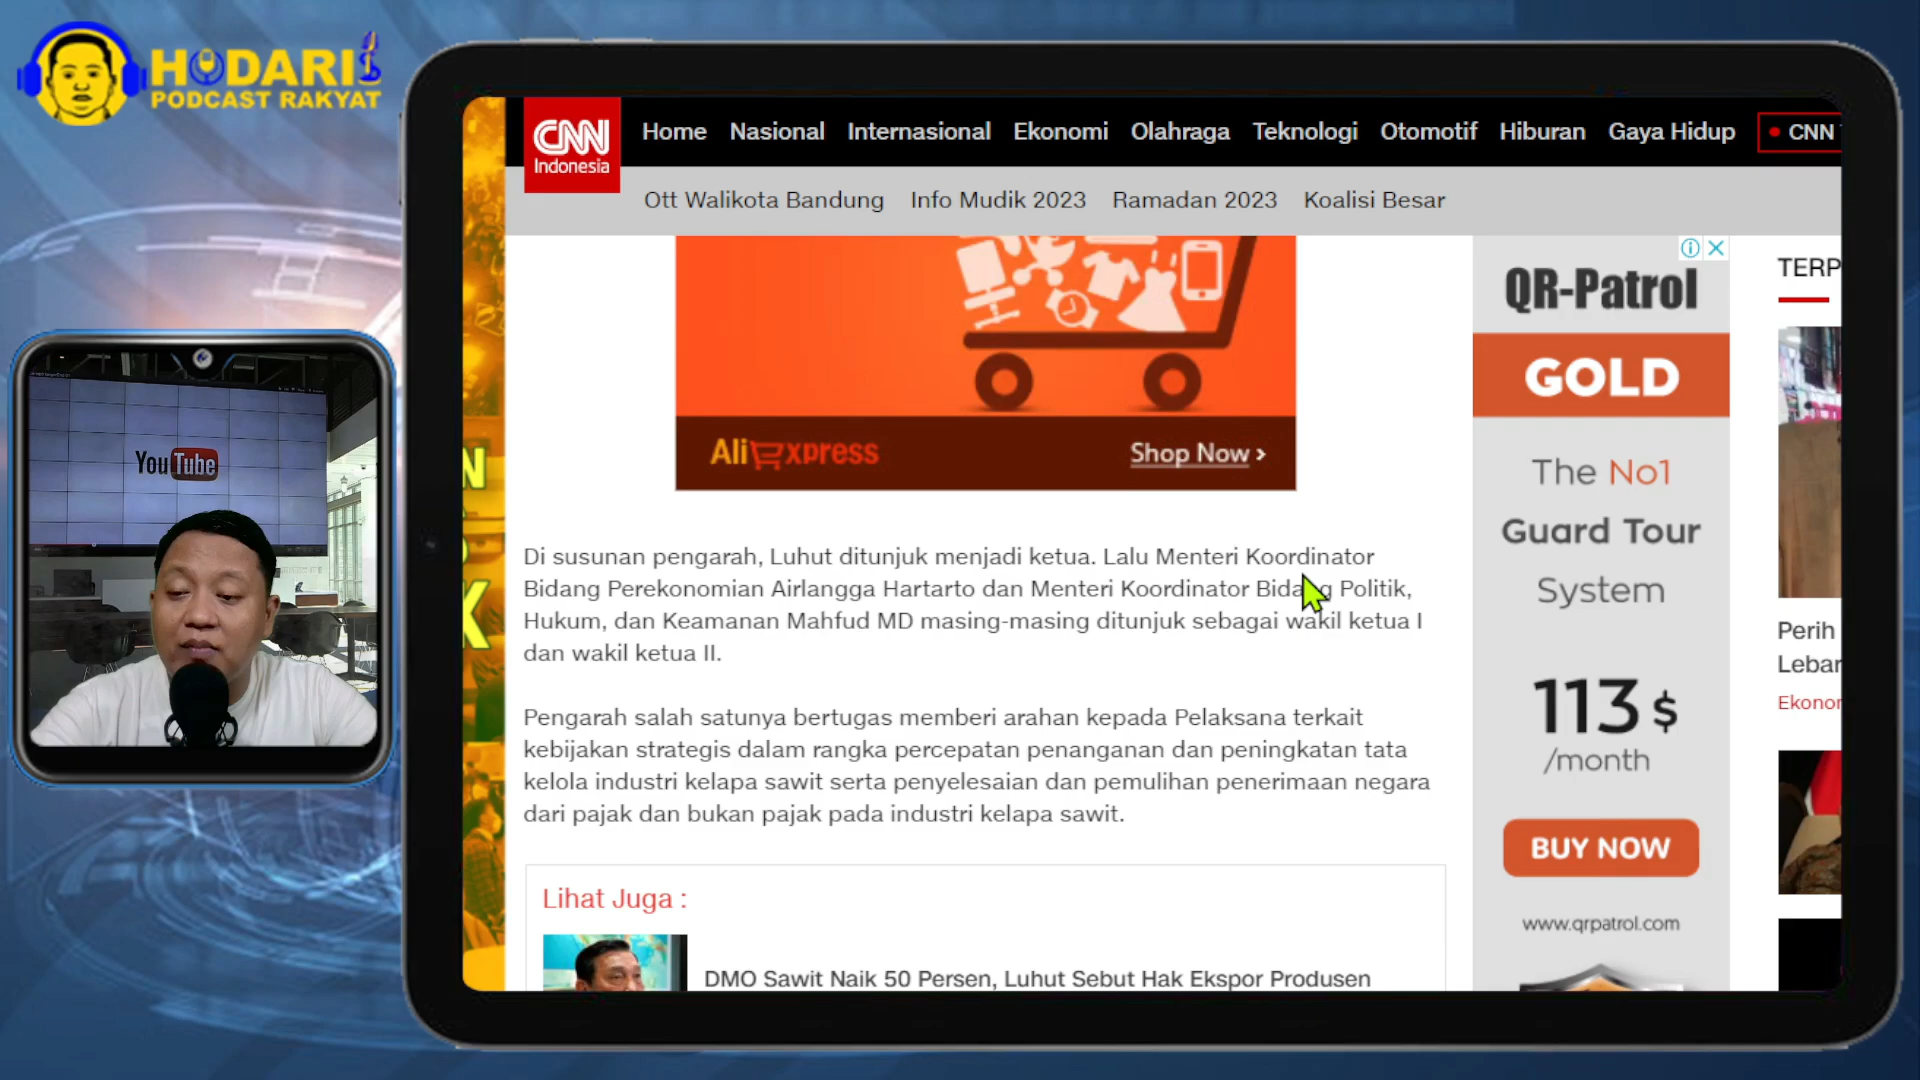 HODARI
PODCAST RAKYAT
YouTube
CNN
Indonesia
Home Nasional Internasional Ekonomi Olahraga Teknologi Otomotif Hiburan Gaya Hidup CNN
Ott Walikota Bandung Info Mudik 2023 Ramadan 2023 Koalisi Besar
AliExpress
Shop Now >
N
K
Di susunan pengarah, Luhut ditunjuk menjadi ketua. Lalu Menteri Koordinator
Bidang Perekonomian Airlangga Hartarto dan Menteri Koordinator Bidang Politik,
Hukum, dan Keamanan Mahfud MD masing-masing ditunjuk sebagai wakil ketua I
dan wakil ketua II.
Pengarah salah satunya bertugas memberi arahan kepada Pelaksana terkait
kebijakan strategis dalam rangka percepatan penanganan dan peningkatan tata
kelola industri kelapa sawit serta penyelesaian dan pemulihan penerimaan negara
dari pajak dan bukan pajak pada industri kelapa sawit.
Lihat Juga :
DMO Sawit Naik 50 Persen, Luhut Sebut Hak Ekspor Produsen
QR-Patrol
GOLD
The No1
Guard Tour
System
113 $
/month
BUY NOW
www.qrpatrol.com
TERP
Perih
Lebar
Ekonor